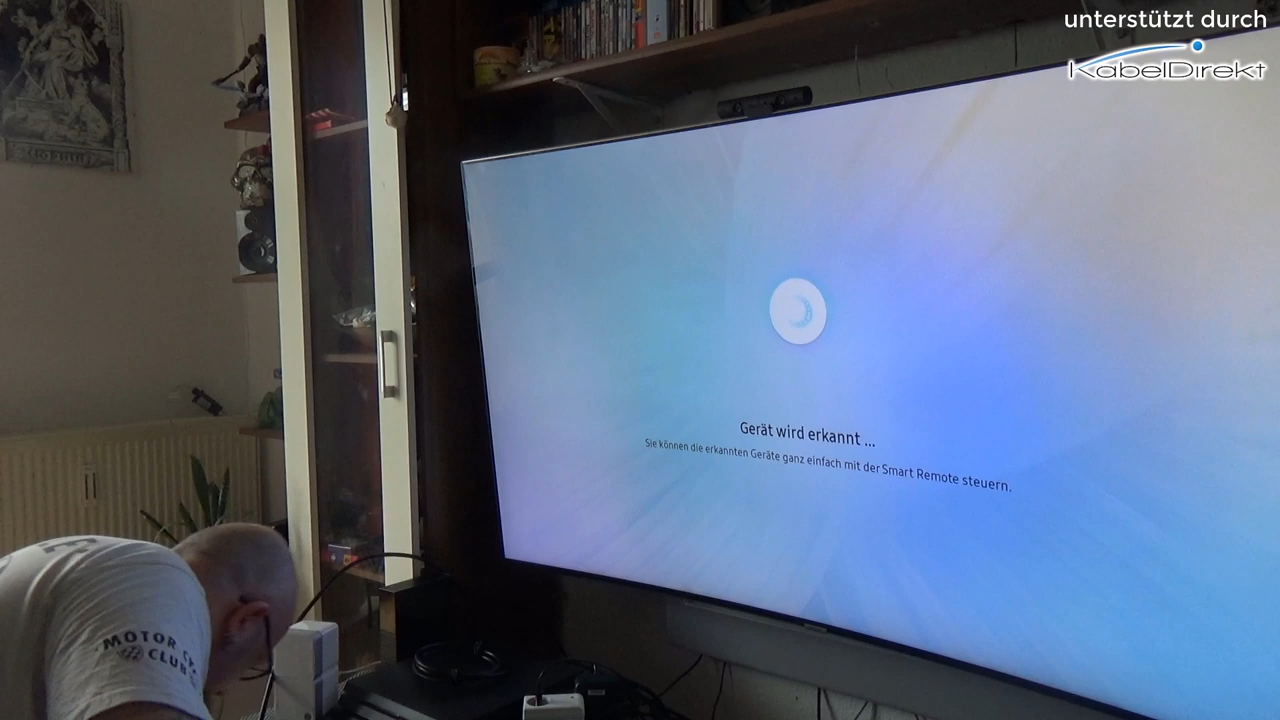 unterstützt durch
KabelDirekt
Gerät wird erkannt ...
Sie können die erkannten Geräte ganz einfach mit der Smart Remote steuern.
MOTOR
CLUB